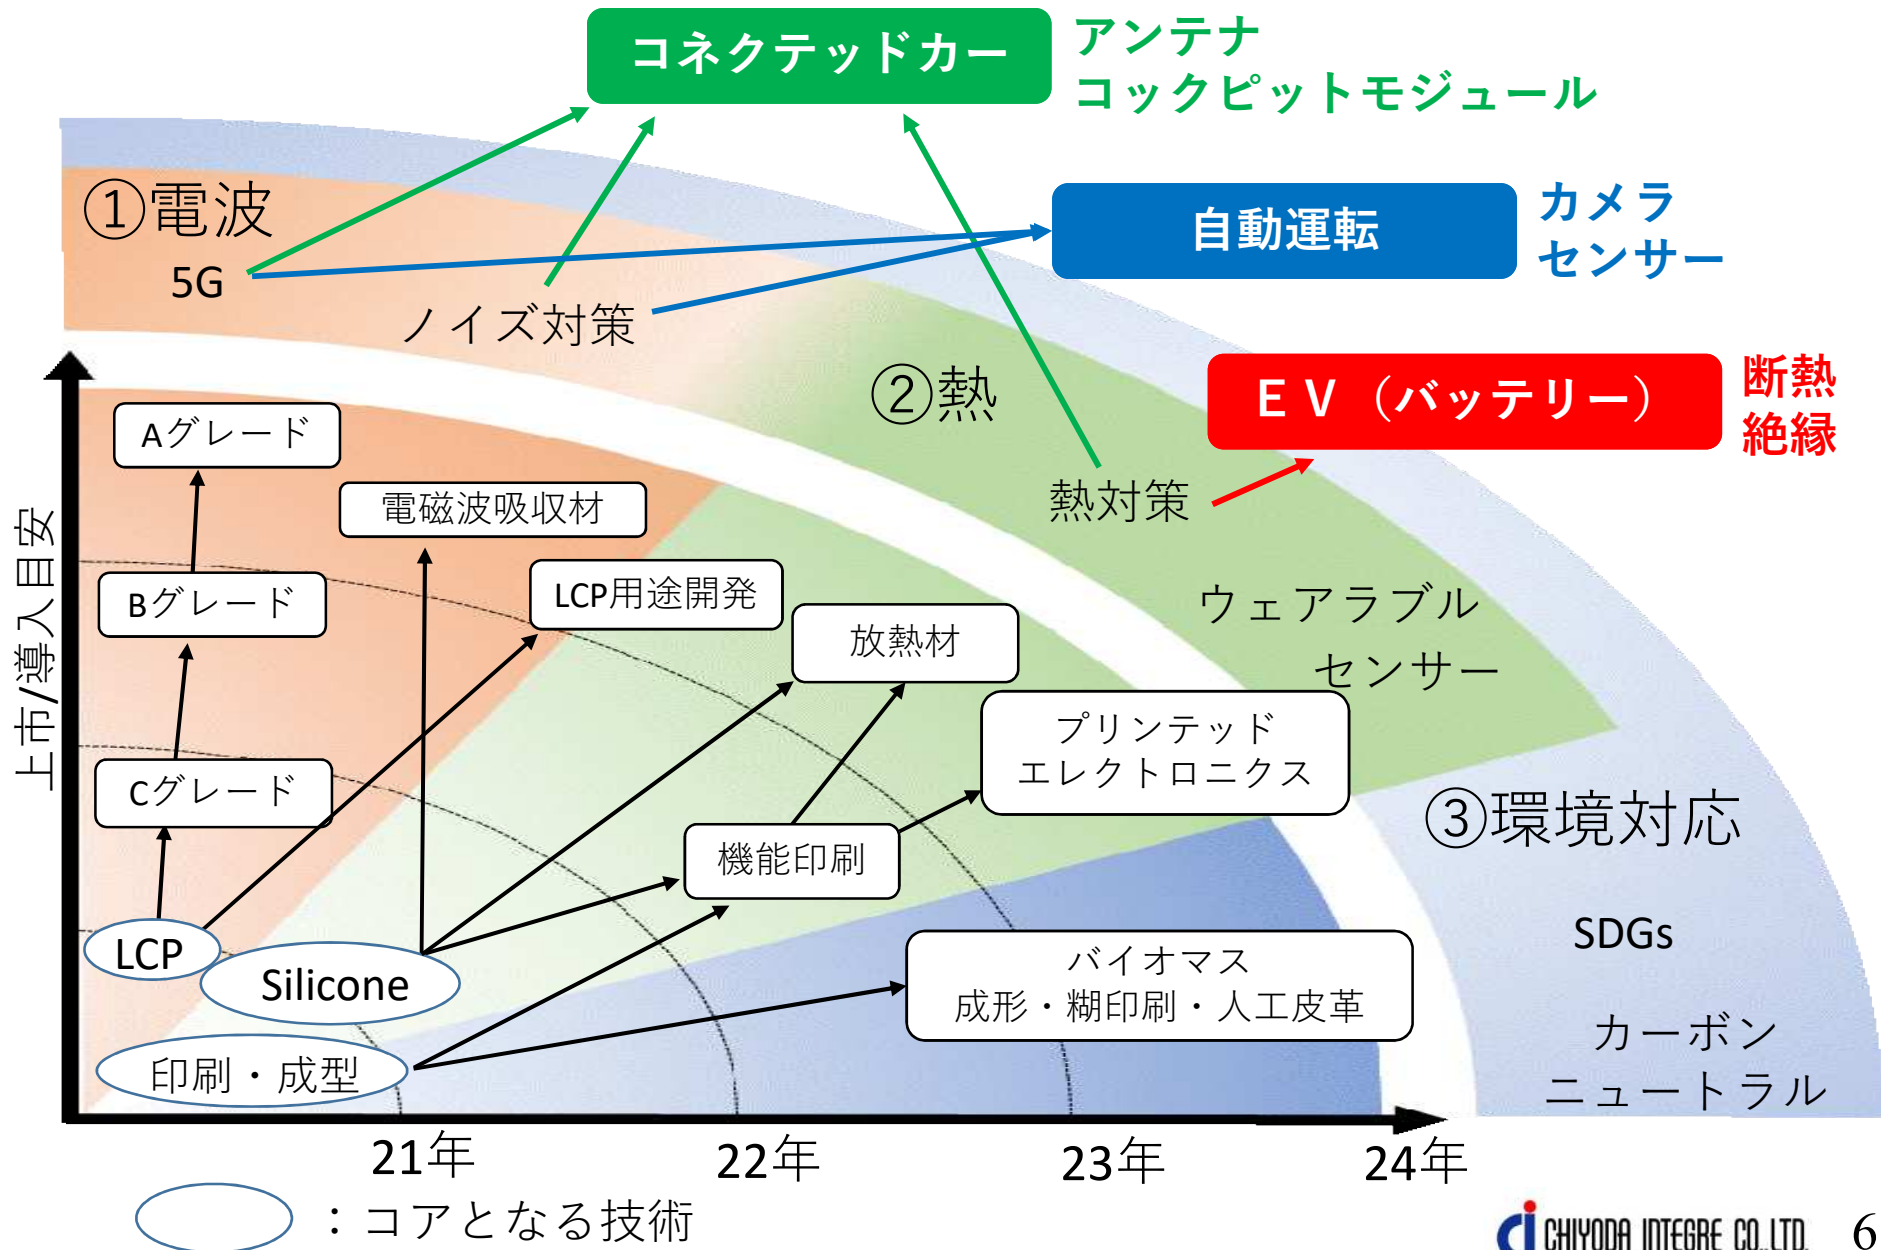 コネクテッドカー
アンテナ
コックピットモジュール
①電波
5G
ノイズ対策
自動運転
カメラ
センサー
②熱
熱対策
EV（バッテリー）
断熱
絶縁
ウェアラブル
センサー
③環境対応
SDGs
カーボン
ニュートラル
上市/導入目安
Aグレード
電磁波吸収材
Bグレード
LCP用途開発
放熱材
プリンテッド
エレクトロニクス
Cグレード
機能印刷
LCP
Silicone
バイオマス
成形・糊印刷・人工皮革
印刷・成型
21年
22年
23年
24年
：コアとなる技術
CHIYODA INTEGRE CO.,LTD.
6